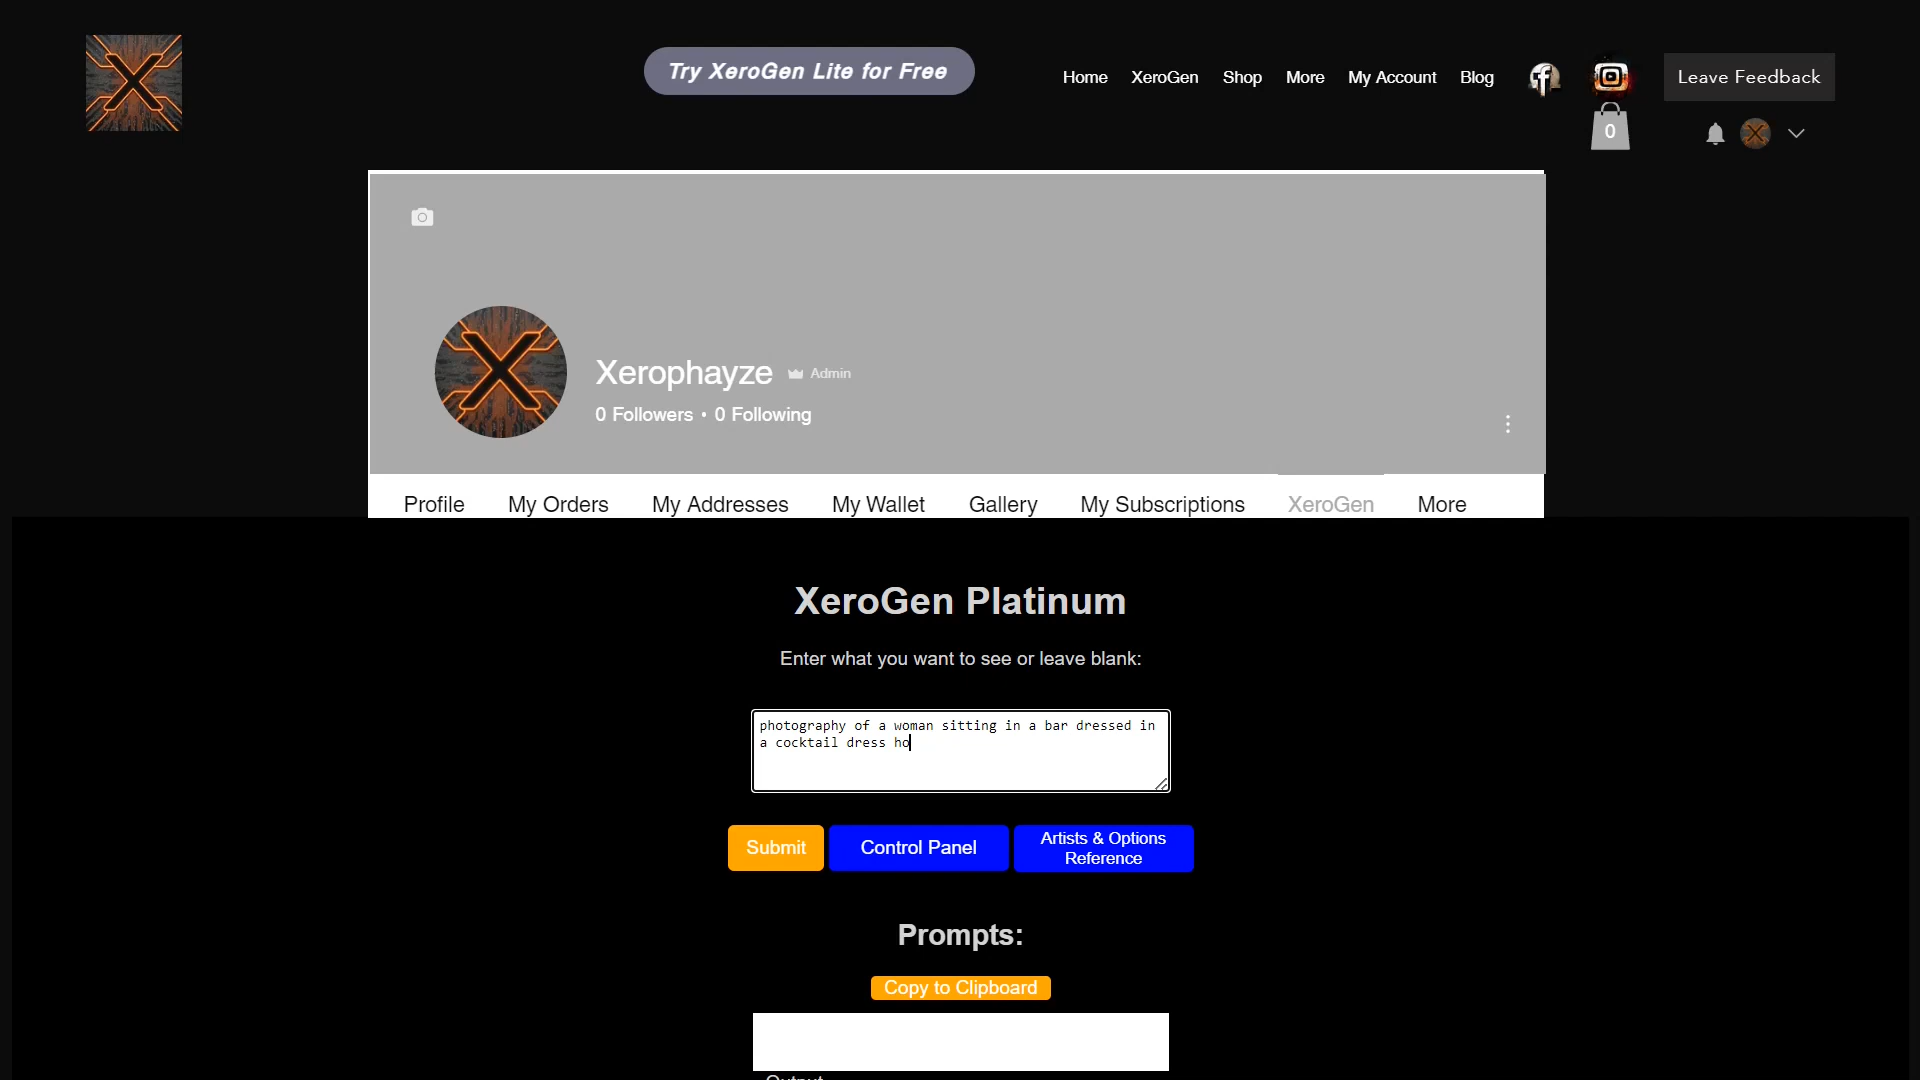 Try XeroGen Lite for Free
Home XeroGen Shop More My Account Blog
Leave Feedback
0
Xerophayze Admin
0 Followers • 0 Following
Profile My Orders My Addresses My Wallet Gallery My Subscriptions XeroGen More
XeroGen Platinum
Enter what you want to see or leave blank:
photography of a woman sitting in a bar dressed in
a cocktail dress ho
Submit
Control Panel
Artists & Options
Reference
Prompts:
Copy to Clipboard
Output